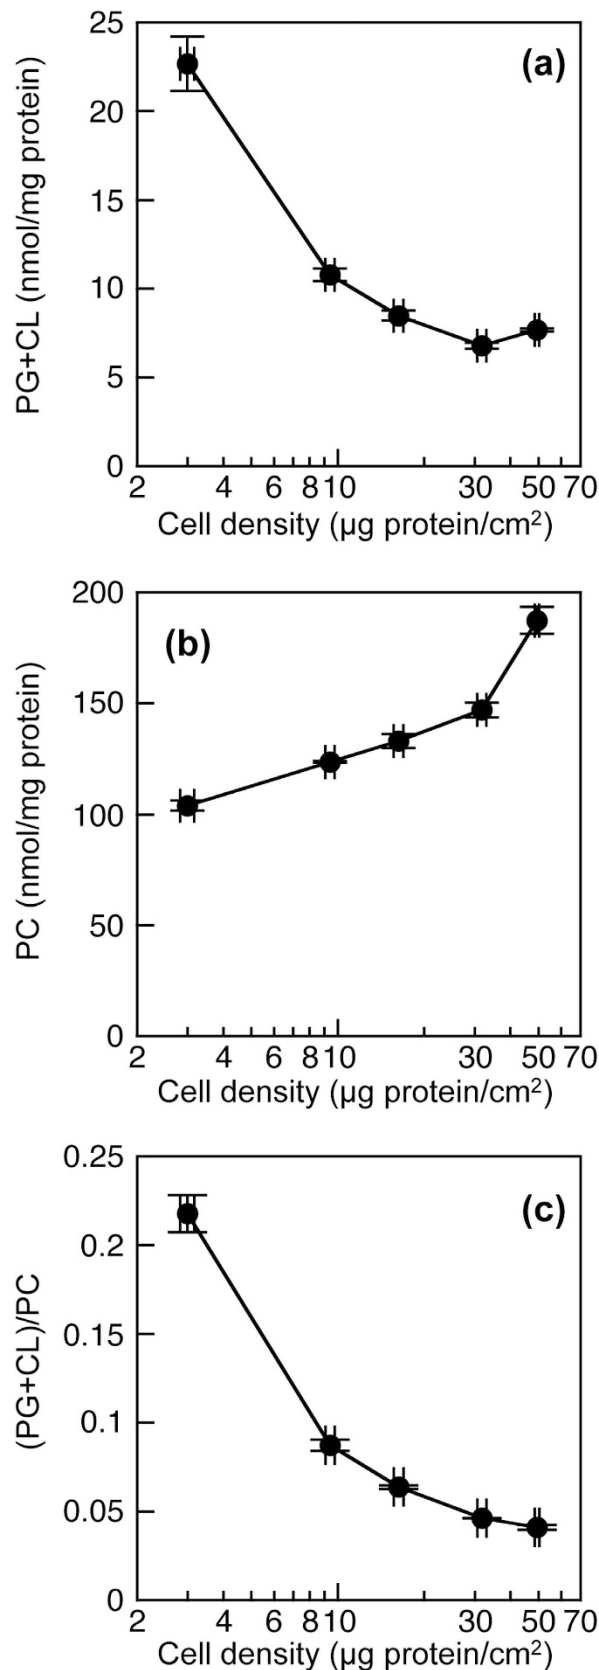 25
(a)
20
15
10
5
0
PG+CL (nmol/mg protein)
2 4 6 8 10 30 50 70
Cell density (µg protein/cm²)
200
(b)
150
100
50
0
PC (nmol/mg protein)
2 4 6 8 10 30 50 70
Cell density (µg protein/cm²)
0.25
(c)
0.2
0.1
0.05
0
(PG+CL)/PC
2 4 6 8 10 30 50 70
Cell density (µg protein/cm²)